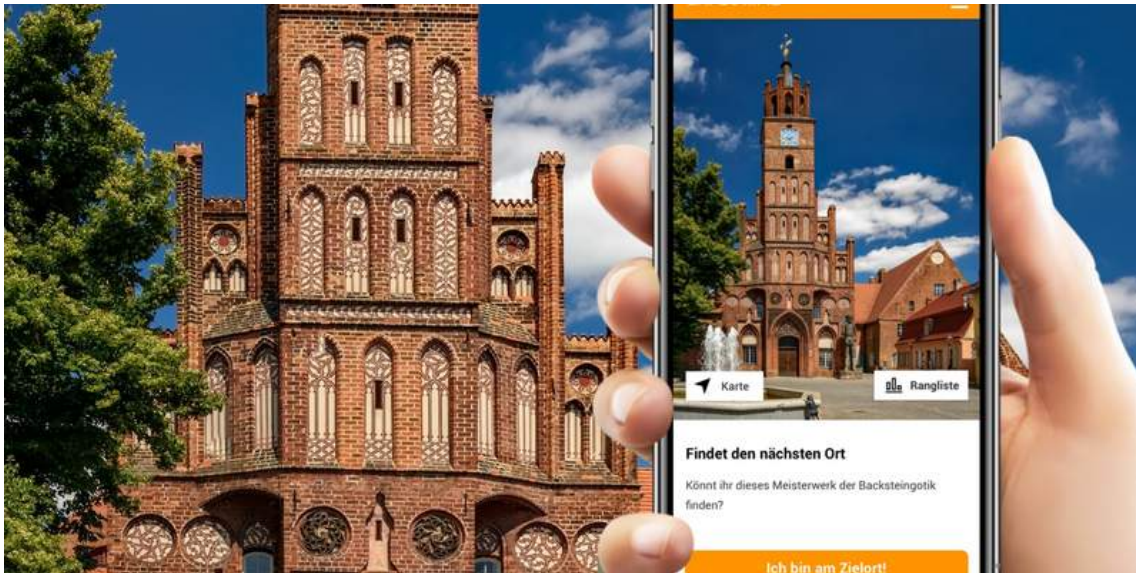 Karte
Rangliste
Findet den nächsten Ort
Könnt ihr dieses Meisterwerk der Backsteingotik
finden?
Ich bin am Zielort!